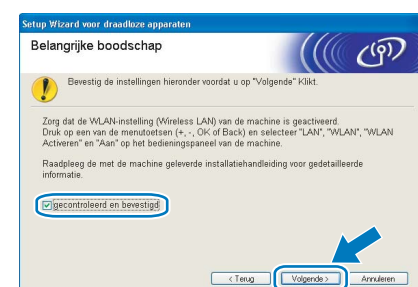 Setup Wizard voor draadloze apparaten
Belangrijke boodschap
Bevestig de instellingen hieronder voordat u op "Volgende" Klikt.
Zorg dat de WLAN-instelling (Wireless LAN) van de machine is geactiveerd.
Druk op een van de menutoetsen (+, -, OK of Back) en selecteer "LAN", "WLAN", "WLAN
Activeren" en "Aan" op het bedieningspaneel van de machine.
Raadpleeg de met de machine geleverde installatiehandleiding voor gedetailleerde
informatie.
gecontroleerd en bevestigd
< Terug
Volgende >
Annuleren